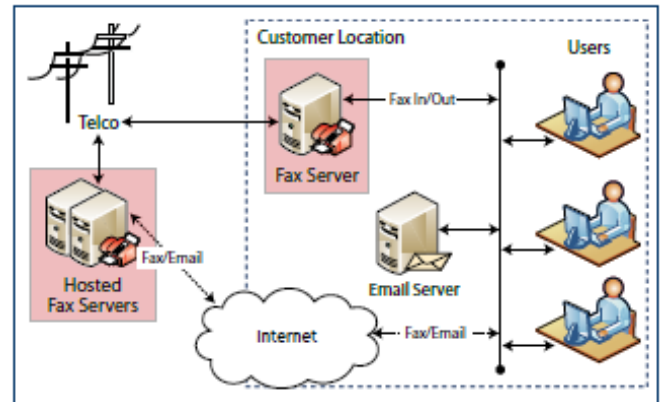 Customer Location
Users
Telco
Fax In/Out
Fax Server
Fax/Email
Hosted
Fax Servers
Email Server
Internet
Fax/Email